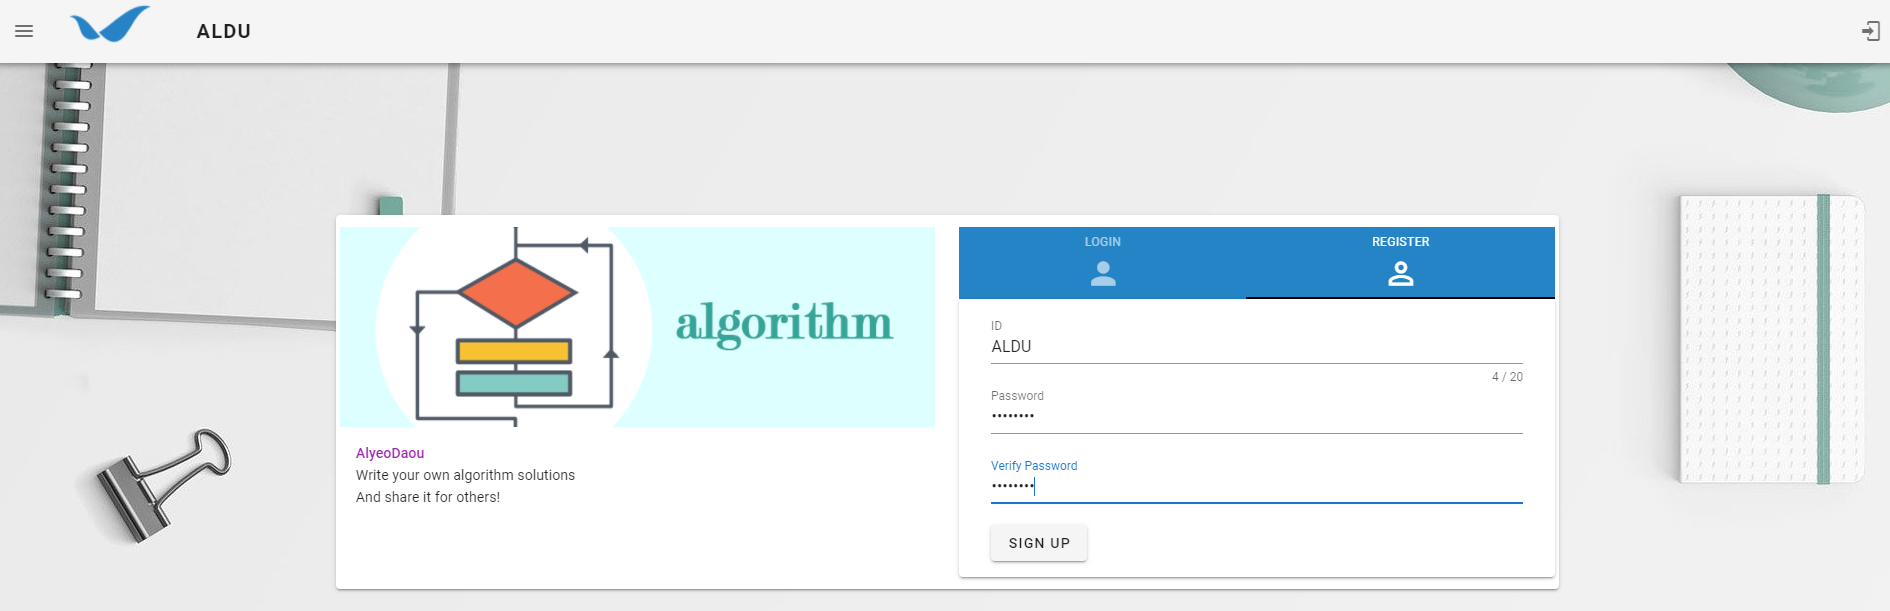 ALDU
algorithm
AlyeoDaou
Write your own algorithm solutions
And share it for others!
LOGIN
REGISTER
ID
ALDU
4 / 20
Password
••••••••
Verify Password
••••••••
SIGN UP